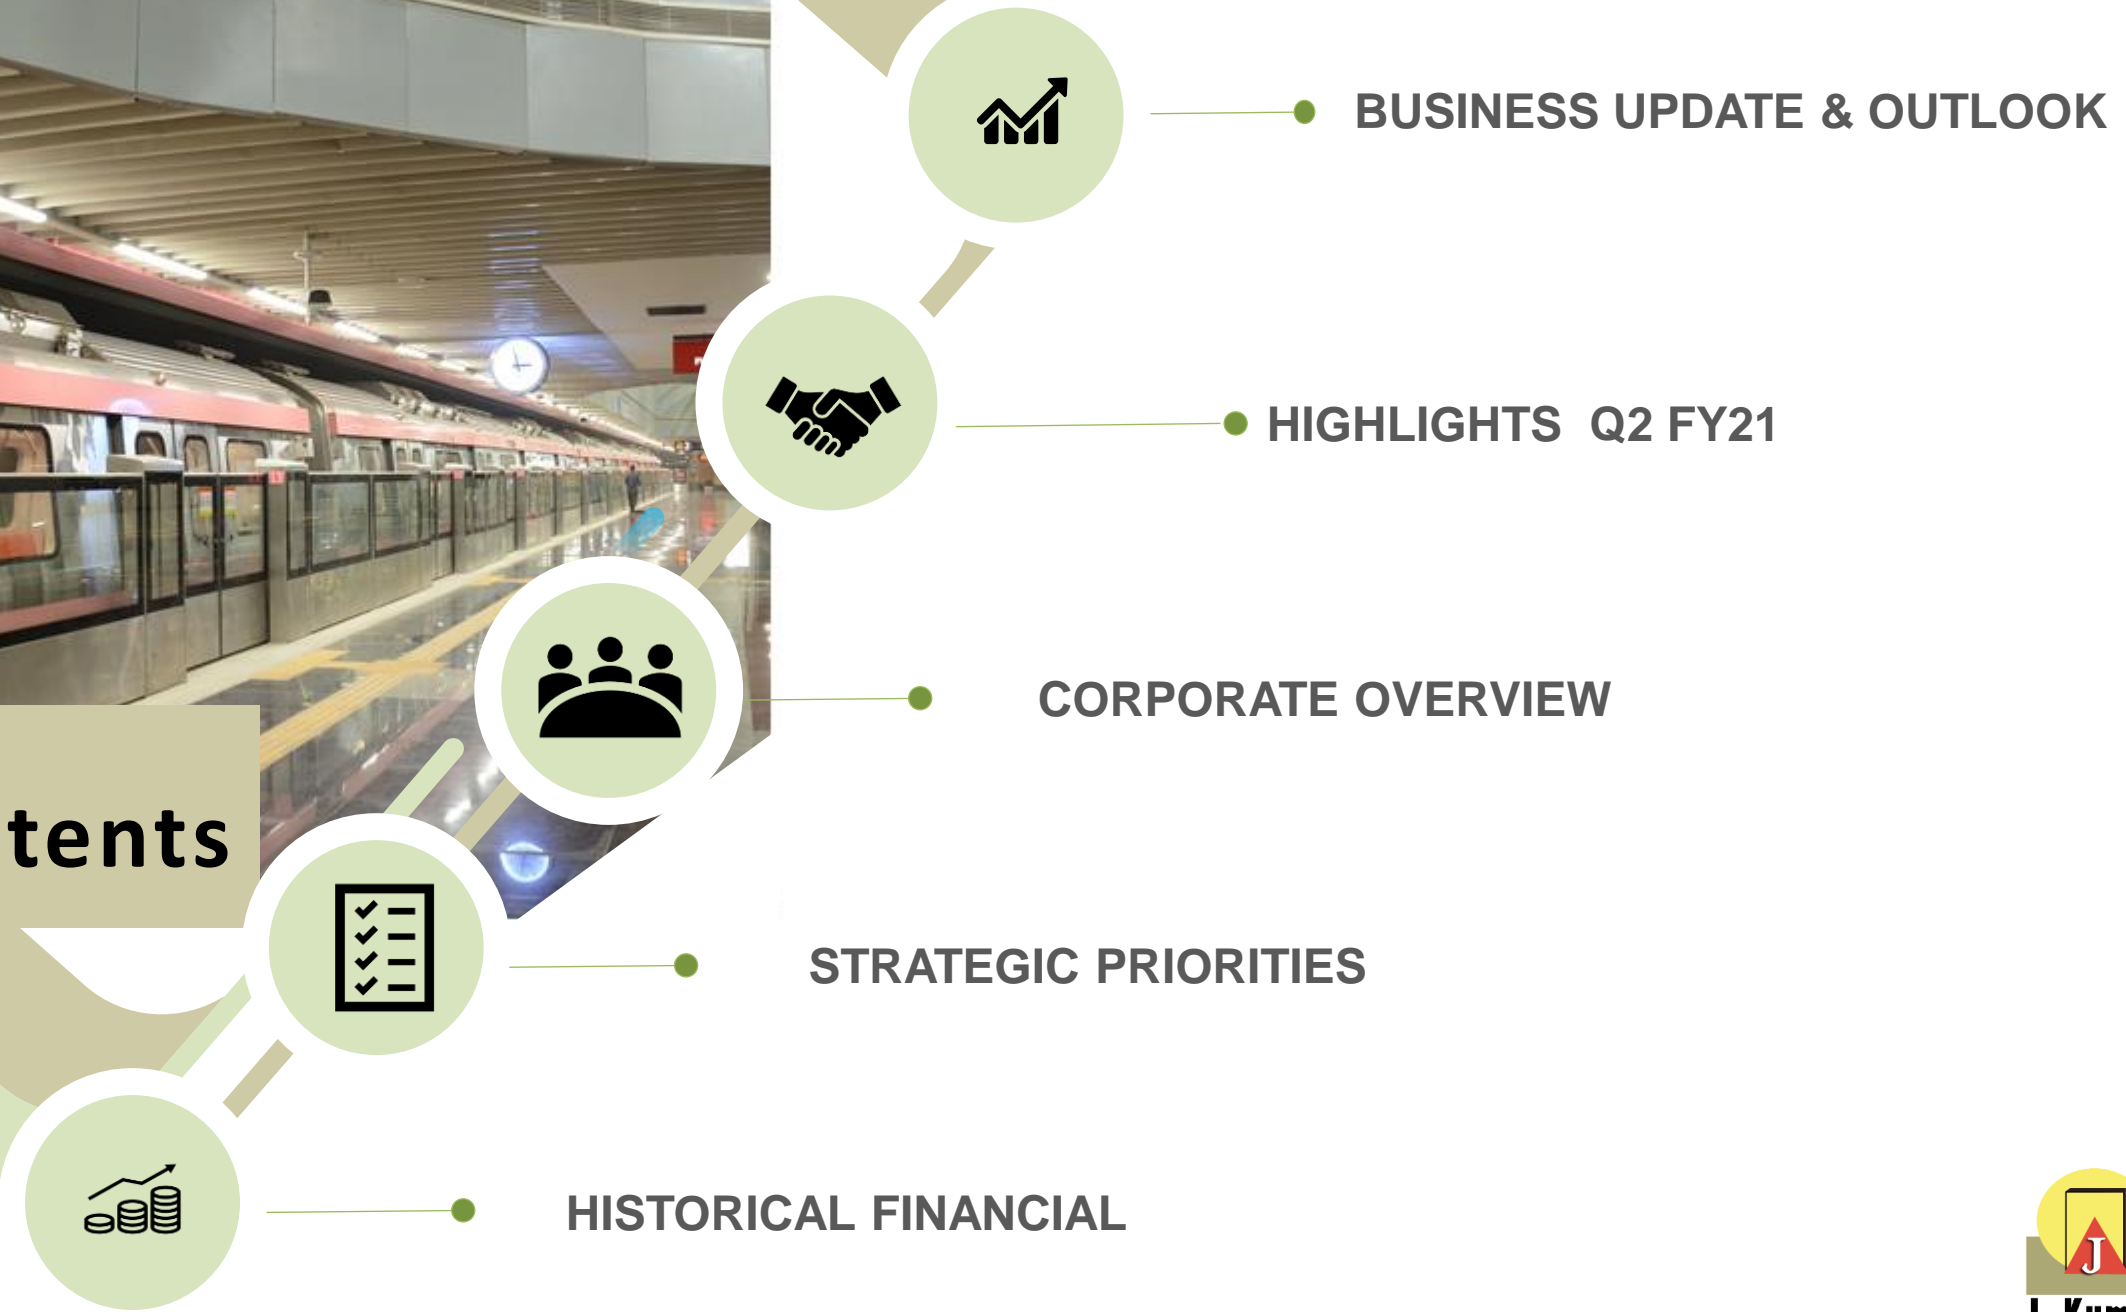 BUSINESS UPDATE & OUTLOOK
HIGHLIGHTS Q2 FY21
CORPORATE OVERVIEW
tents
STRATEGIC PRIORITIES
HISTORICAL FINANCIAL
J